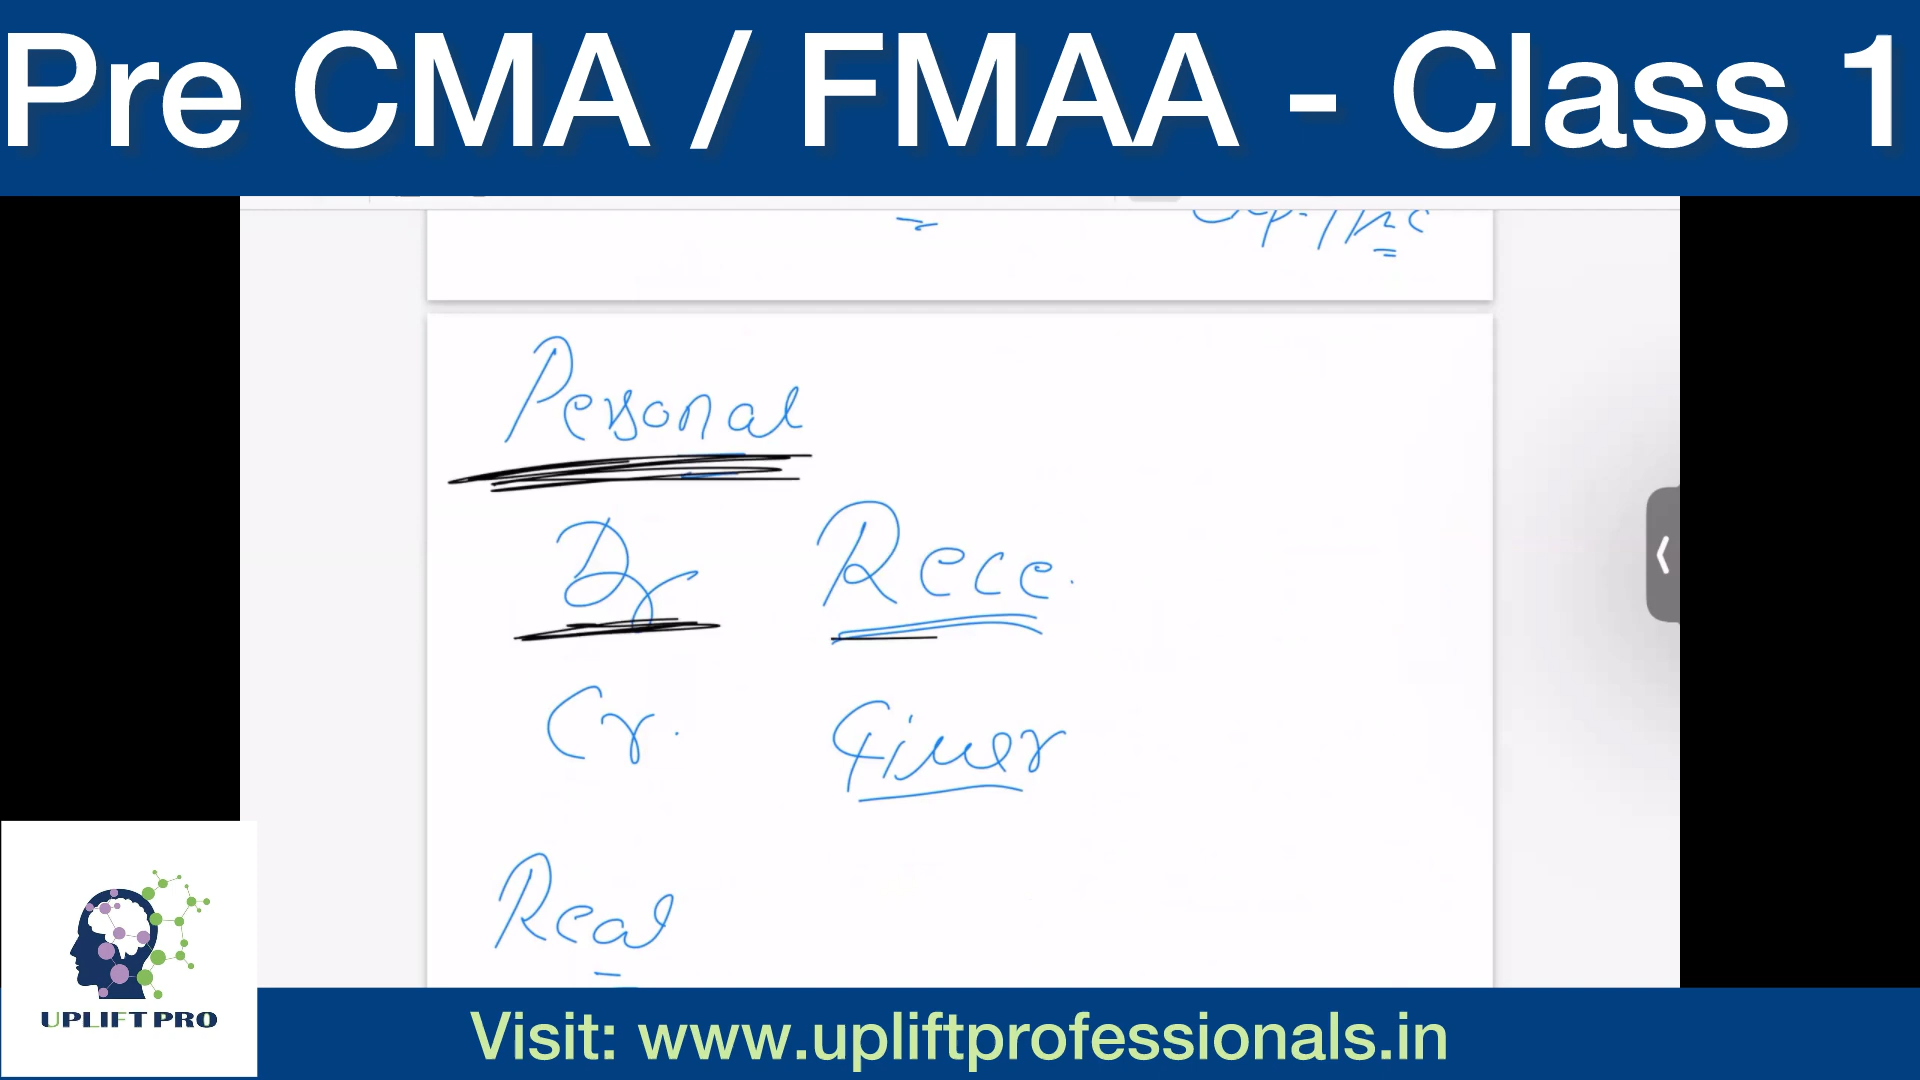 Pre CMA / FMAA - Class 1
Personal
Dr Rece.
Cr. Giver
Real
UPLIFT PRO
Visit: www.upliftprofessionals.in